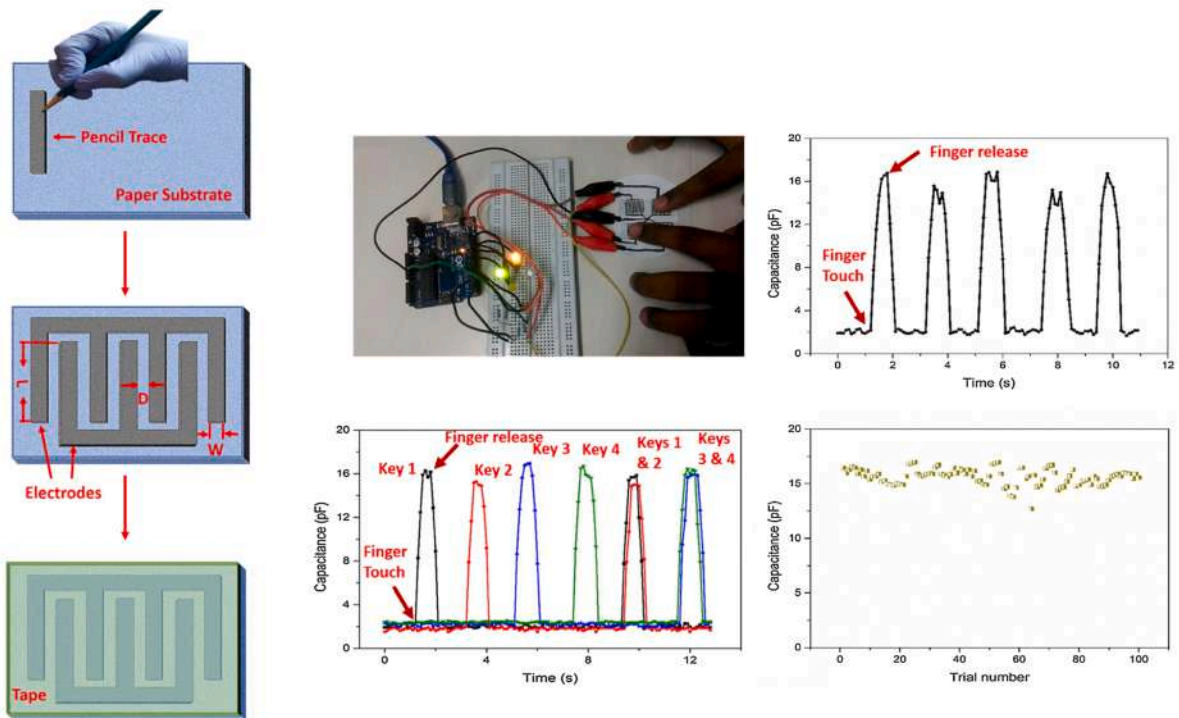 Pencil Trace
Paper Substrate
L
D
W
Electrodes
Tape
20
16
12
8
4
0
Capacitance (pF)
Finger release
Finger
Touch
0
2
4
6
8
10
12
Time (s)
20
16
12
8
4
0
Capacitance (pF)
Key 1
Finger release
Key 2
Key 3
Key 4
Keys 1
& 2
Keys
3 & 4
Finger
Touch
0
4
8
12
Time (s)
20
15
10
5
0
Capacitance (pF)
0
20
40
60
80
100
Trial number